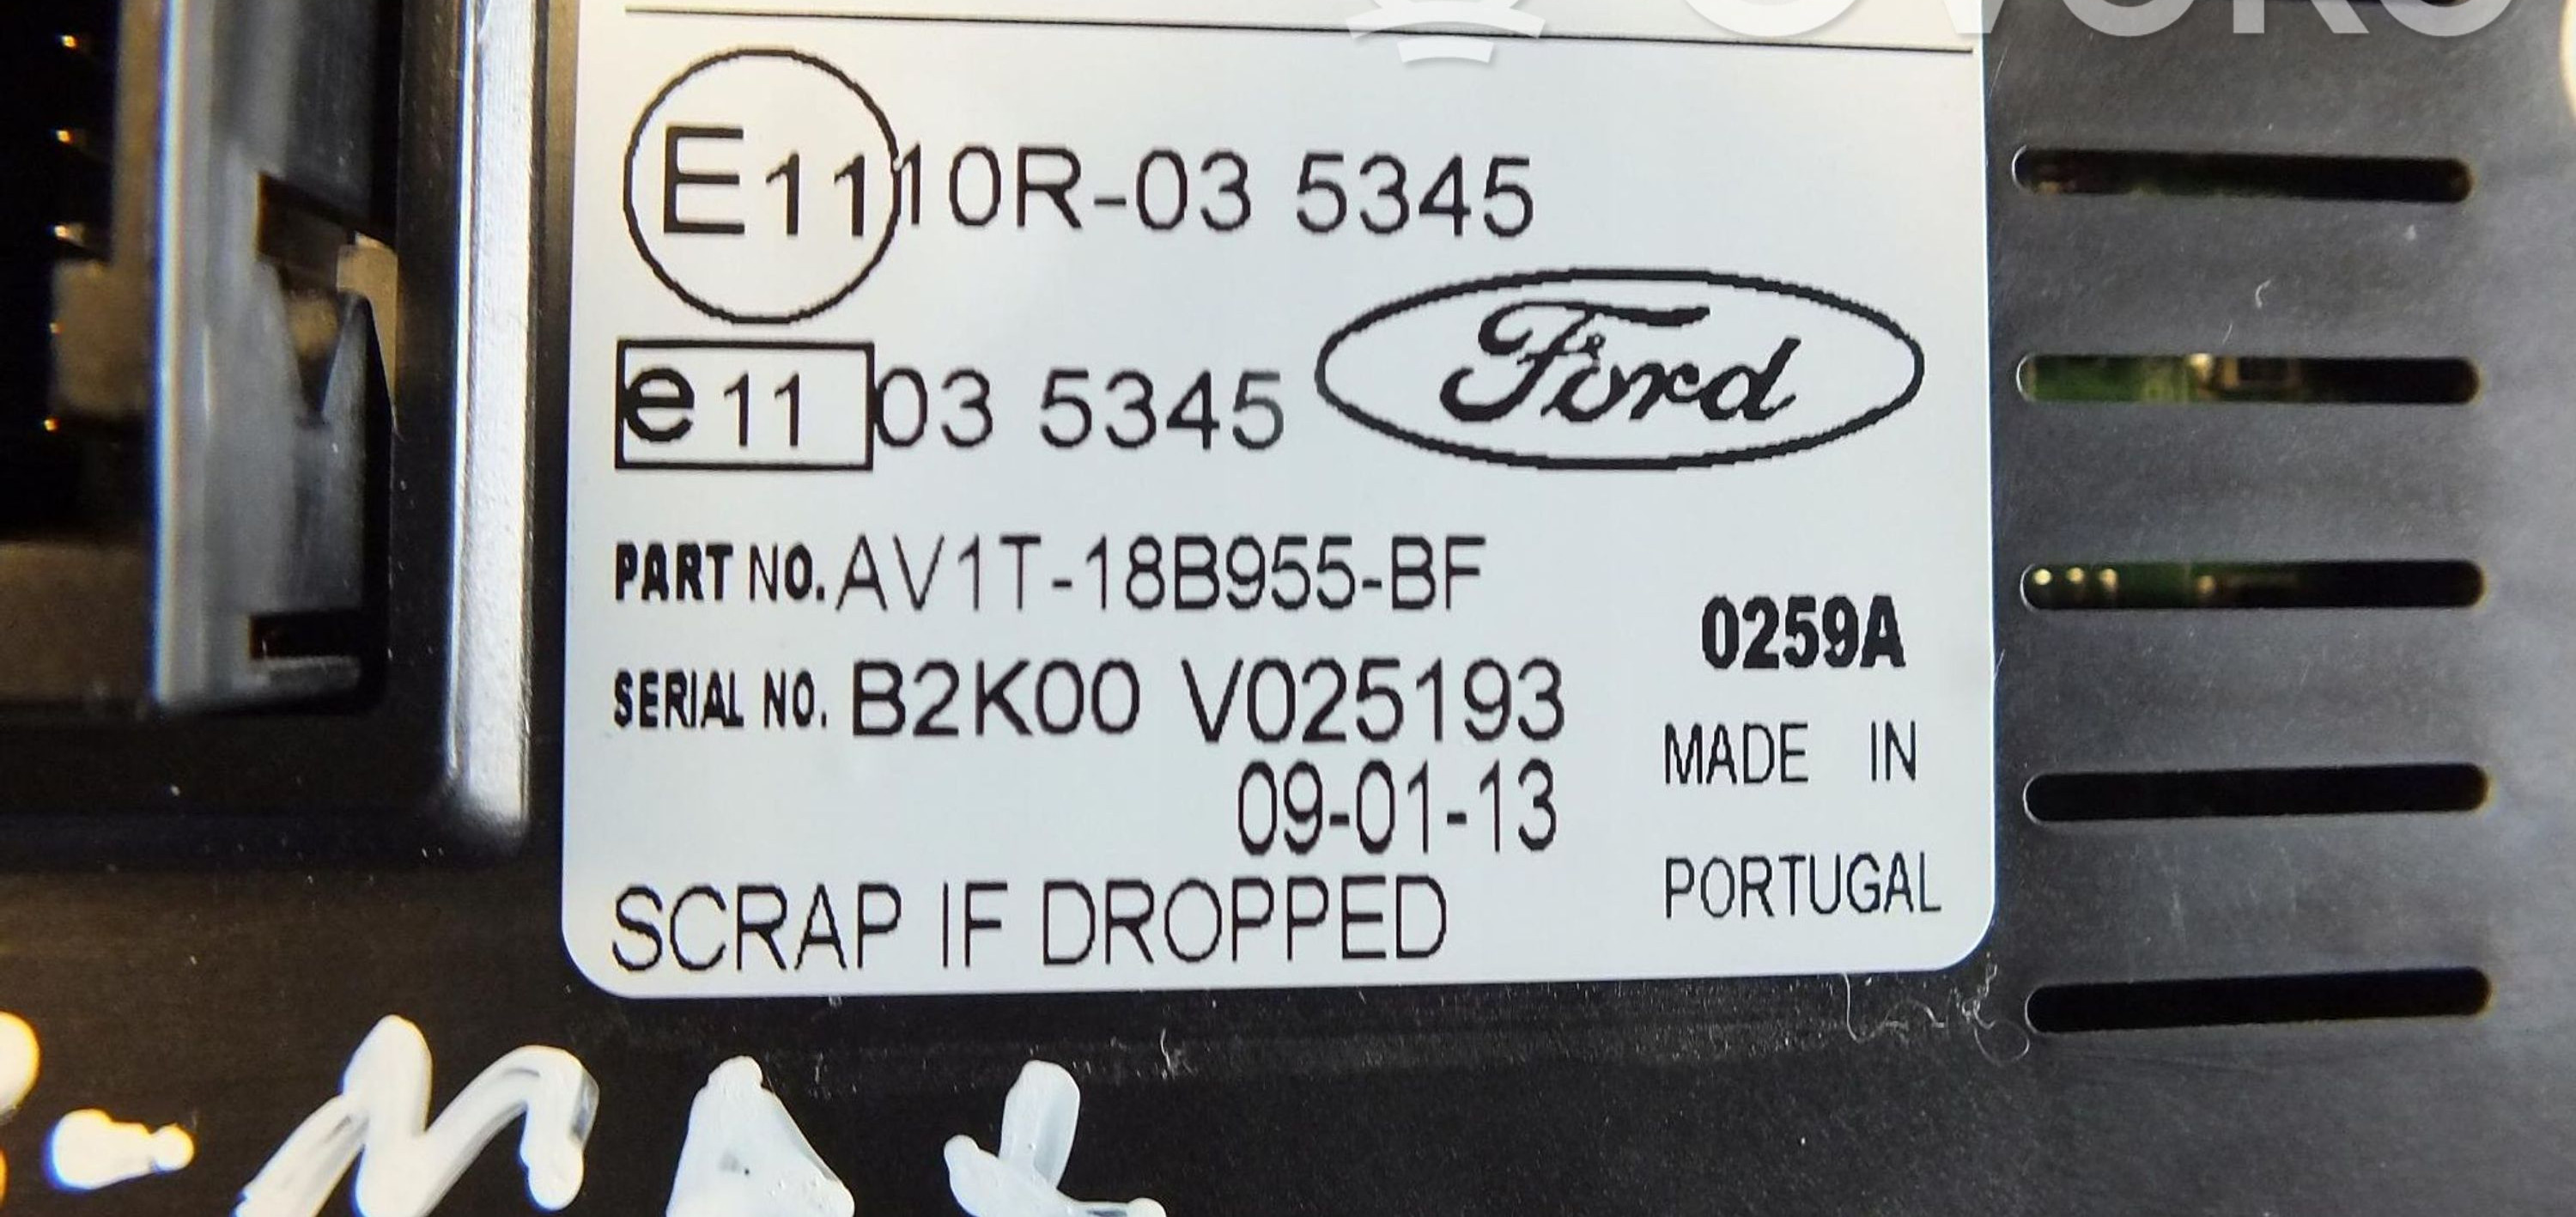 E11 10R-03 5345
e11 03 5345 Ford
PART NO. AV1T-18B955-BF
0259A
SERIAL NO. B2K00 V025193
MADE IN
09-01-13
PORTUGAL
SCRAP IF DROPPED
-MAX